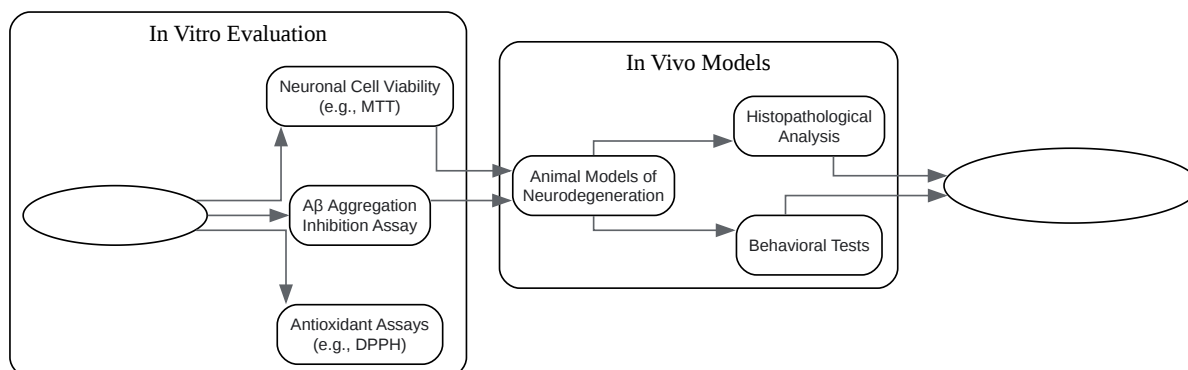 In Vitro Evaluation
Neuronal Cell Viability
(e.g., MTT)
Aβ Aggregation
Inhibition Assay
Antioxidant Assays
(e.g., DPPH)
In Vivo Models
Animal Models of
Neurodegeneration
Histopathological
Analysis
Behavioral Tests